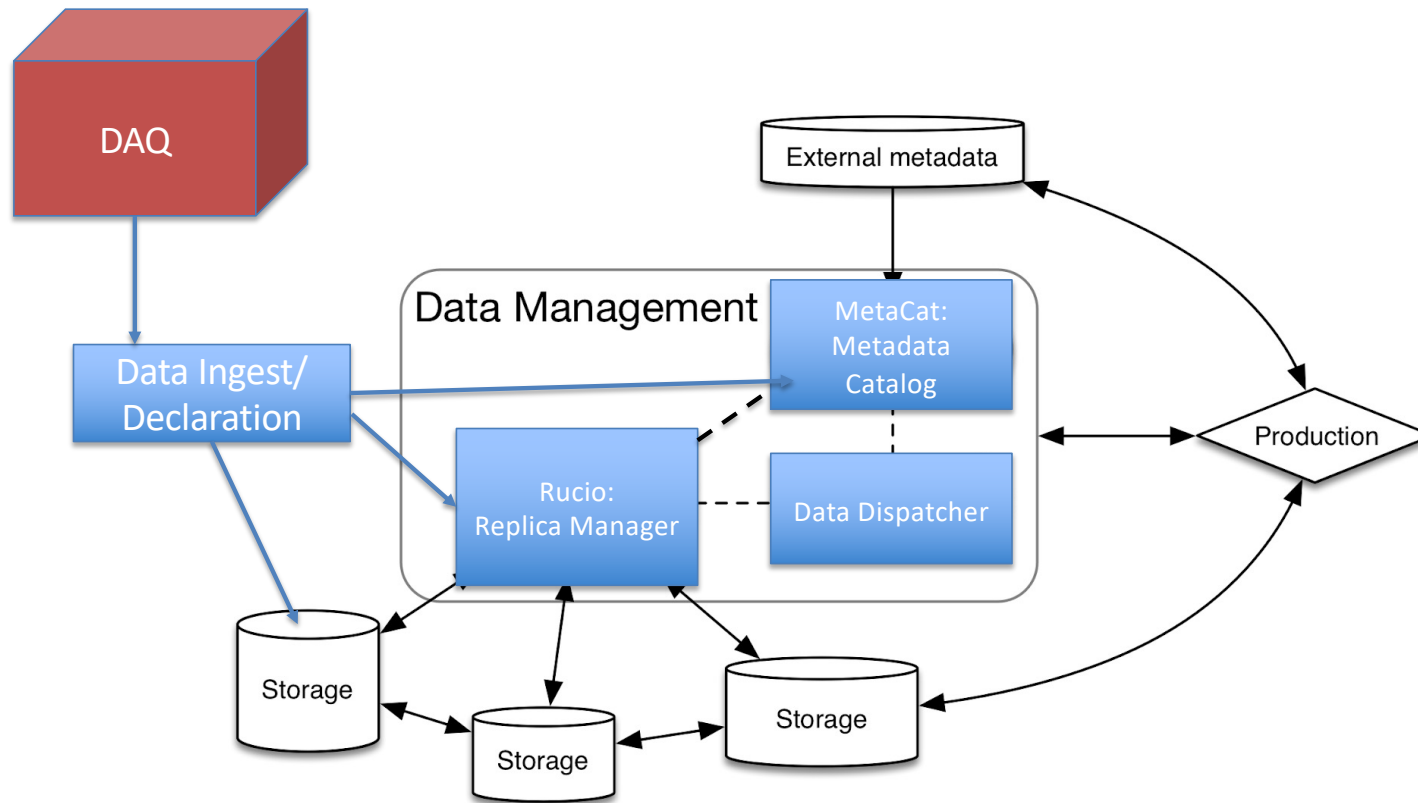 DAQ
External metadata
Data Management
MetaCat:
Metadata
Catalog
Data Ingest/
Declaration
Production
Rucio:
Replica Manager
Data Dispatcher
Storage
Storage
Storage